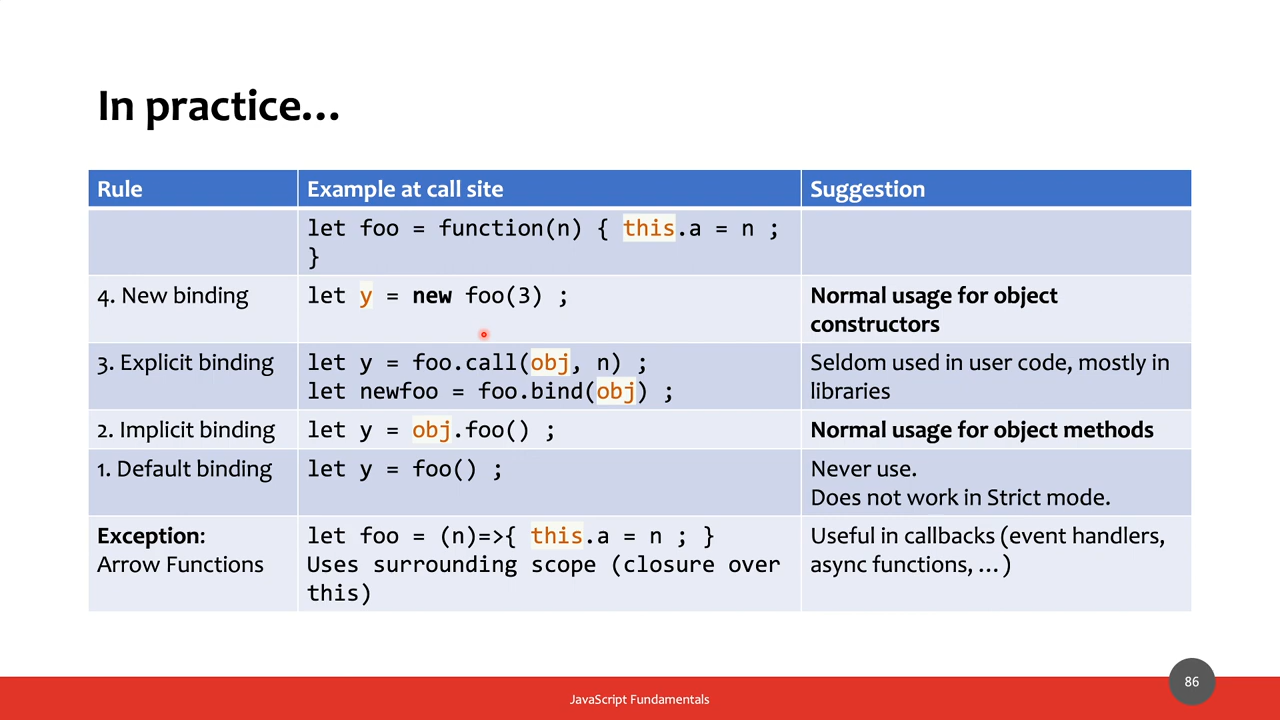 In practice…
Rule Example at call site Suggestion
let foo = function(n) { this.a = n ;
}
4. New binding let y = new foo(3) ; Normal usage for object
constructors
3. Explicit binding let y = foo.call(obj, n) ; Seldom used in user code, mostly in
let newfoo = foo.bind(obj) ; libraries
2. Implicit binding let y = obj.foo() ; Normal usage for object methods
1. Default binding let y = foo() ; Never use.
Does not work in Strict mode.
Exception: let foo = (n)=>{ this.a = n ; } Useful in callbacks (event handlers,
Arrow Functions Uses surrounding scope (closure over async functions, …)
this)
86
JavaScript Fundamentals